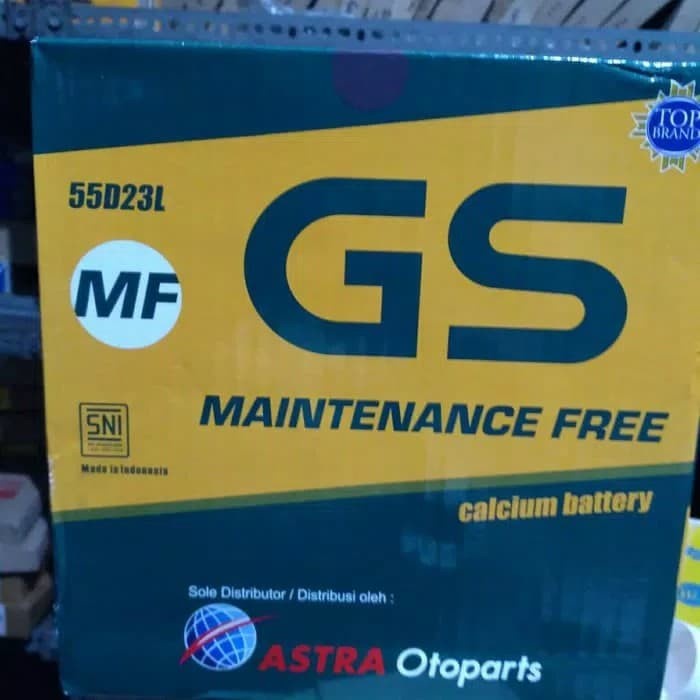 TOP
BRAND
55D23L
GS
MF
SNI
MAINTENANCE FREE
Made in Indonesia
calcium battery
Sole Distributor / Distribusi oleh :
ASTRA Otoparts